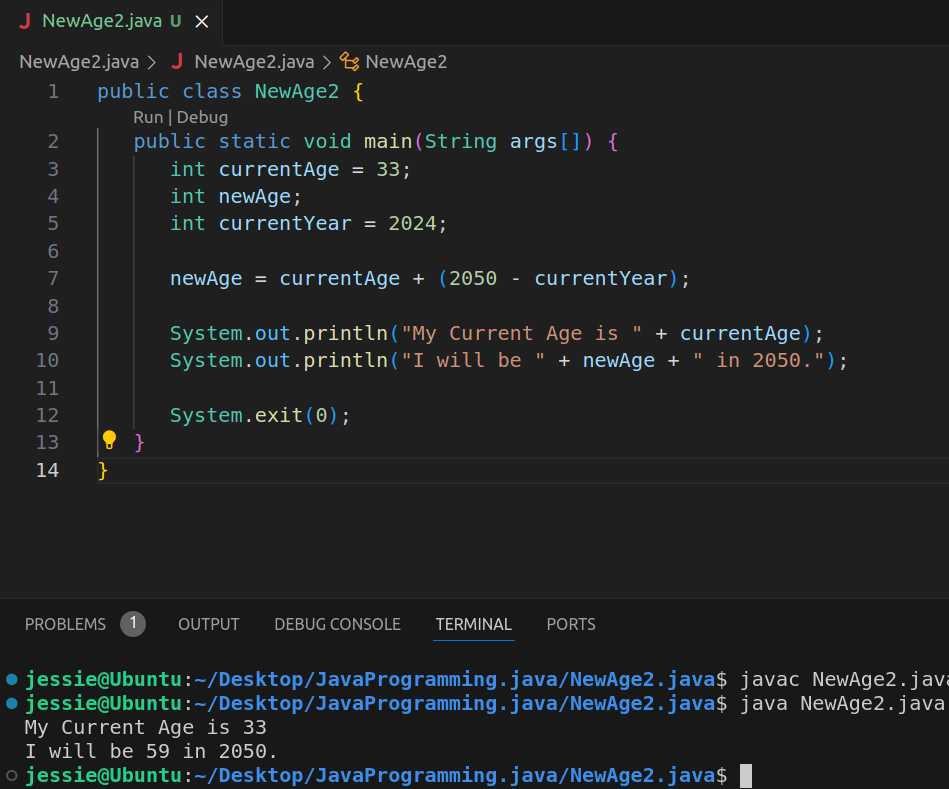 J NewAge2.java U ×
NewAge2.java > J NewAge2.java > NewAge2
1 public class NewAge2 {
Run | Debug
2 public static void main(String args[]) {
3 int currentAge = 33;
4 int newAge;
5 int currentYear = 2024;
6
7 newAge = currentAge + (2050 - currentYear);
8
9 System.out.println("My Current Age is " + currentAge);
10 System.out.println("I will be " + newAge + " in 2050.");
11
12 System.exit(0);
13 }
14 }
PROBLEMS 1 OUTPUT DEBUG CONSOLE TERMINAL PORTS
jessie@Ubuntu:~/Desktop/JavaProgramming.java/NewAge2.java$ javac NewAge2.java
jessie@Ubuntu:~/Desktop/JavaProgramming.java/NewAge2.java$ java NewAge2.java
My Current Age is 33
I will be 59 in 2050.
jessie@Ubuntu:~/Desktop/JavaProgramming.java/NewAge2.java$